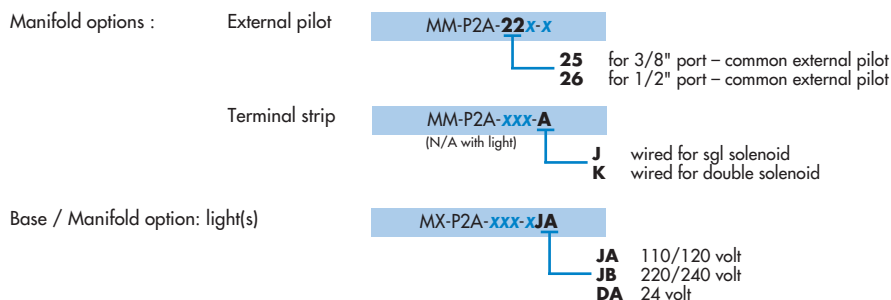 Manifold options : External pilot MM-P2A-22x-x
25 for 3/8" port – common external pilot
26 for 1/2" port – common external pilot
Terminal strip MM-P2A-xxx-A
(N/A with light)
J wired for sgl solenoid
K wired for double solenoid
Base / Manifold option: light(s) MX-P2A-xxx-xJA
JA 110/120 volt
JB 220/240 volt
DA 24 volt